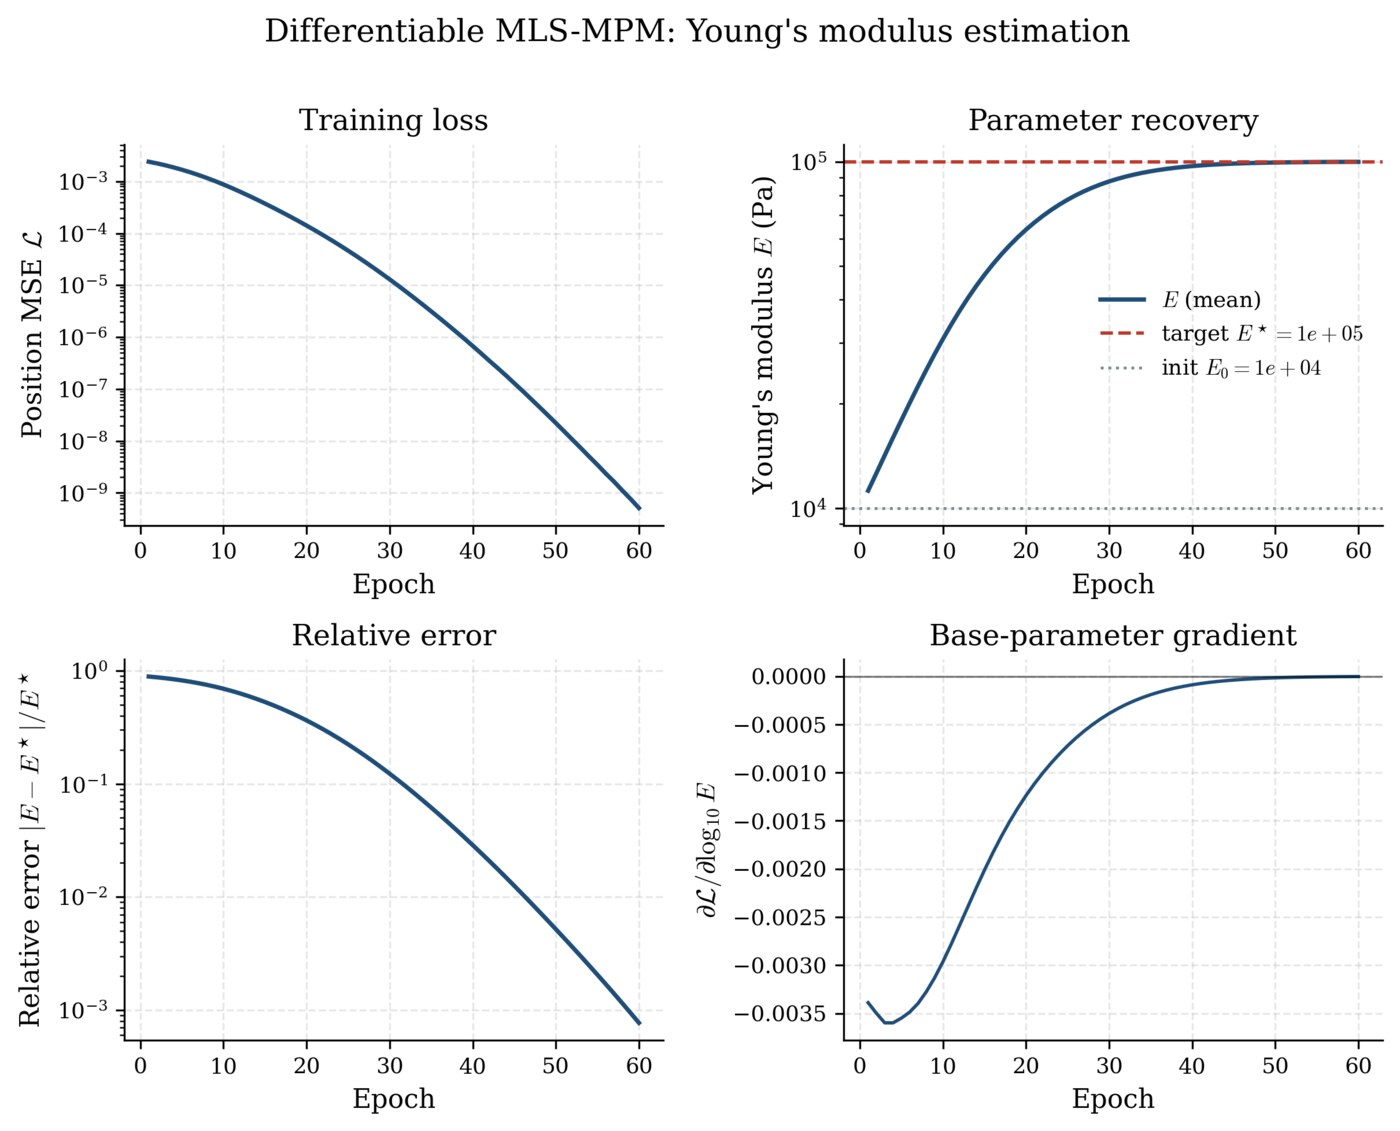 Differentiable MLS-MPM: Young's modulus estimation
Training loss
Position MSE ℒ
10⁻³
10⁻⁴
10⁻⁵
10⁻⁶
10⁻⁷
10⁻⁸
10⁻⁹
0 10 20 30 40 50 60
Epoch
Parameter recovery
Young's modulus E (Pa)
10⁵
10⁴
E (mean)
target E⋆ = 1e + 05
init E₀ = 1e + 04
0 10 20 30 40 50 60
Epoch
Relative error
Relative error |E − E⋆|/E⋆
10⁰
10⁻¹
10⁻²
10⁻³
0 10 20 30 40 50 60
Epoch
Base-parameter gradient
∂ℒ/∂log₁₀ E
0.0000
−0.0005
−0.0010
−0.0015
−0.0020
−0.0025
−0.0030
−0.0035
0 10 20 30 40 50 60
Epoch